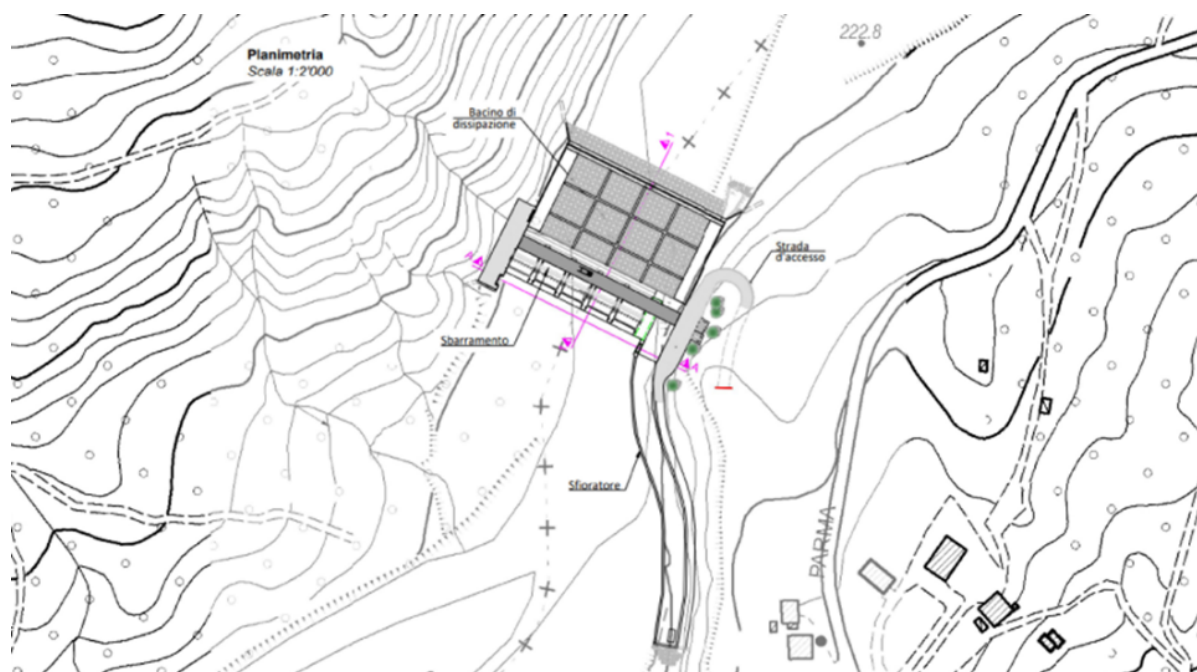 Planimetria
Scala 1:2'000
222.8
Bacino di
dissipazione
Strada
d'accesso
Sbarramento
Sfioratore
PARMA